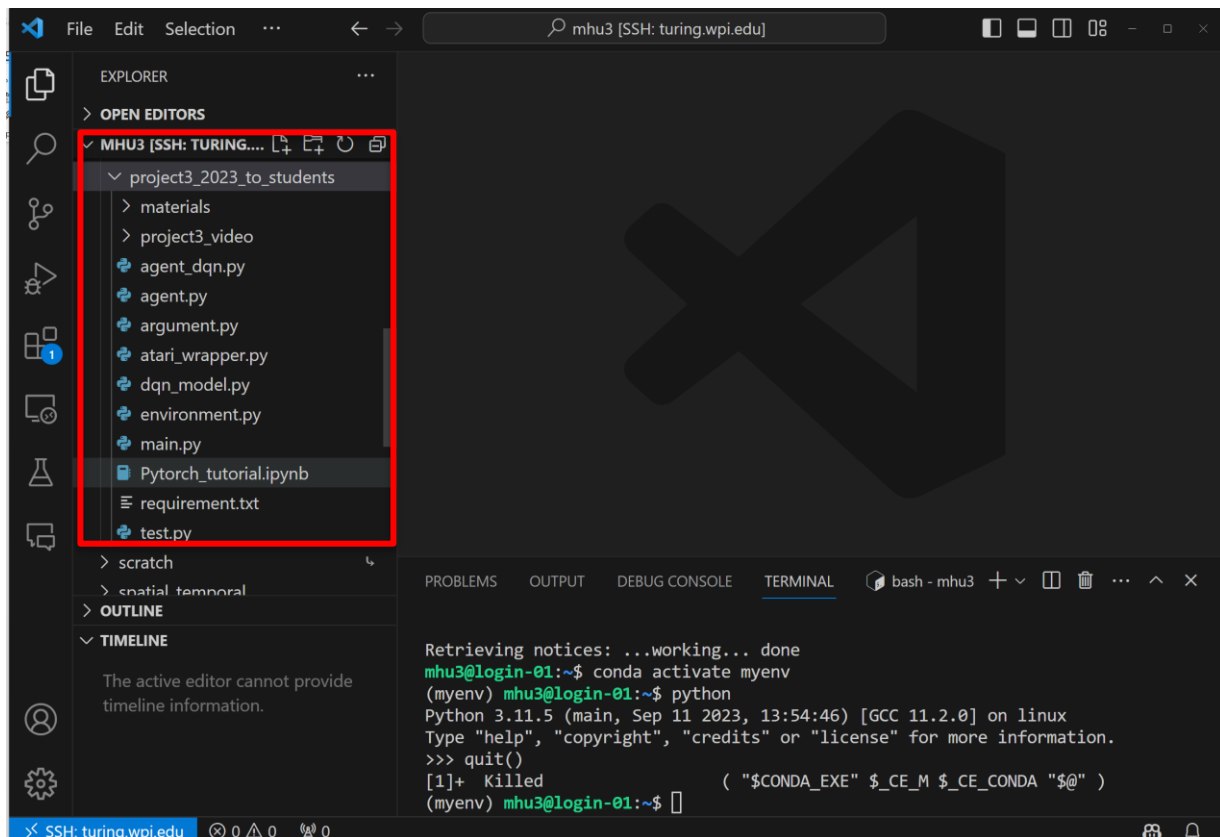 File Edit Selection ··· mhu3 [SSH: turing.wpi.edu]
EXPLORER ···
OPEN EDITORS
MHU3 [SSH: TURING....
project3_2023_to_students
materials
project3_video
agent_dqn.py
agent.py
argument.py
atari_wrapper.py
dqn_model.py
environment.py
main.py
Pytorch_tutorial.ipynb
requirement.txt
test.py
scratch
spatial_temporal
OUTLINE
TIMELINE
The active editor cannot provide
timeline information.
1
PROBLEMS OUTPUT DEBUG CONSOLE TERMINAL bash - mhu3 ···
Retrieving notices: ...working... done
mhu3@login-01:~$ conda activate myenv
(myenv) mhu3@login-01:~$ python
Python 3.11.5 (main, Sep 11 2023, 13:54:46) [GCC 11.2.0] on linux
Type "help", "copyright", "credits" or "license" for more information.
>>> quit()
[1]+  Killed                  ( "$CONDA_EXE" $_CE_M $_CE_CONDA "$@" )
(myenv) mhu3@login-01:~$
SSH: turing.wpi.edu 0 0 0